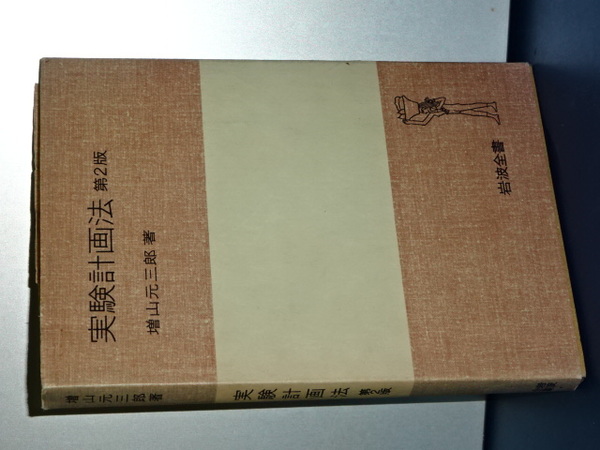 実験計画法 第2版
増山元三郎 著
岩波全書
増山元三郎 著
実験計画法 第2版